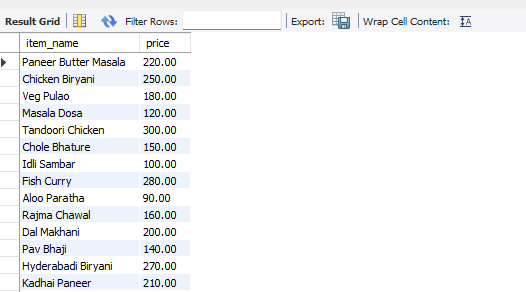 Result Grid Filter Rows: Export: Wrap Cell Content:
item_name price
Paneer Butter Masala 220.00
Chicken Biryani 250.00
Veg Pulao 180.00
Masala Dosa 120.00
Tandoori Chicken 300.00
Chole Bhature 150.00
Idli Sambar 100.00
Fish Curry 280.00
Aloo Paratha 90.00
Rajma Chawal 160.00
Dal Makhani 200.00
Pav Bhaji 140.00
Hyderabadi Biryani 270.00
Kadhai Paneer 210.00